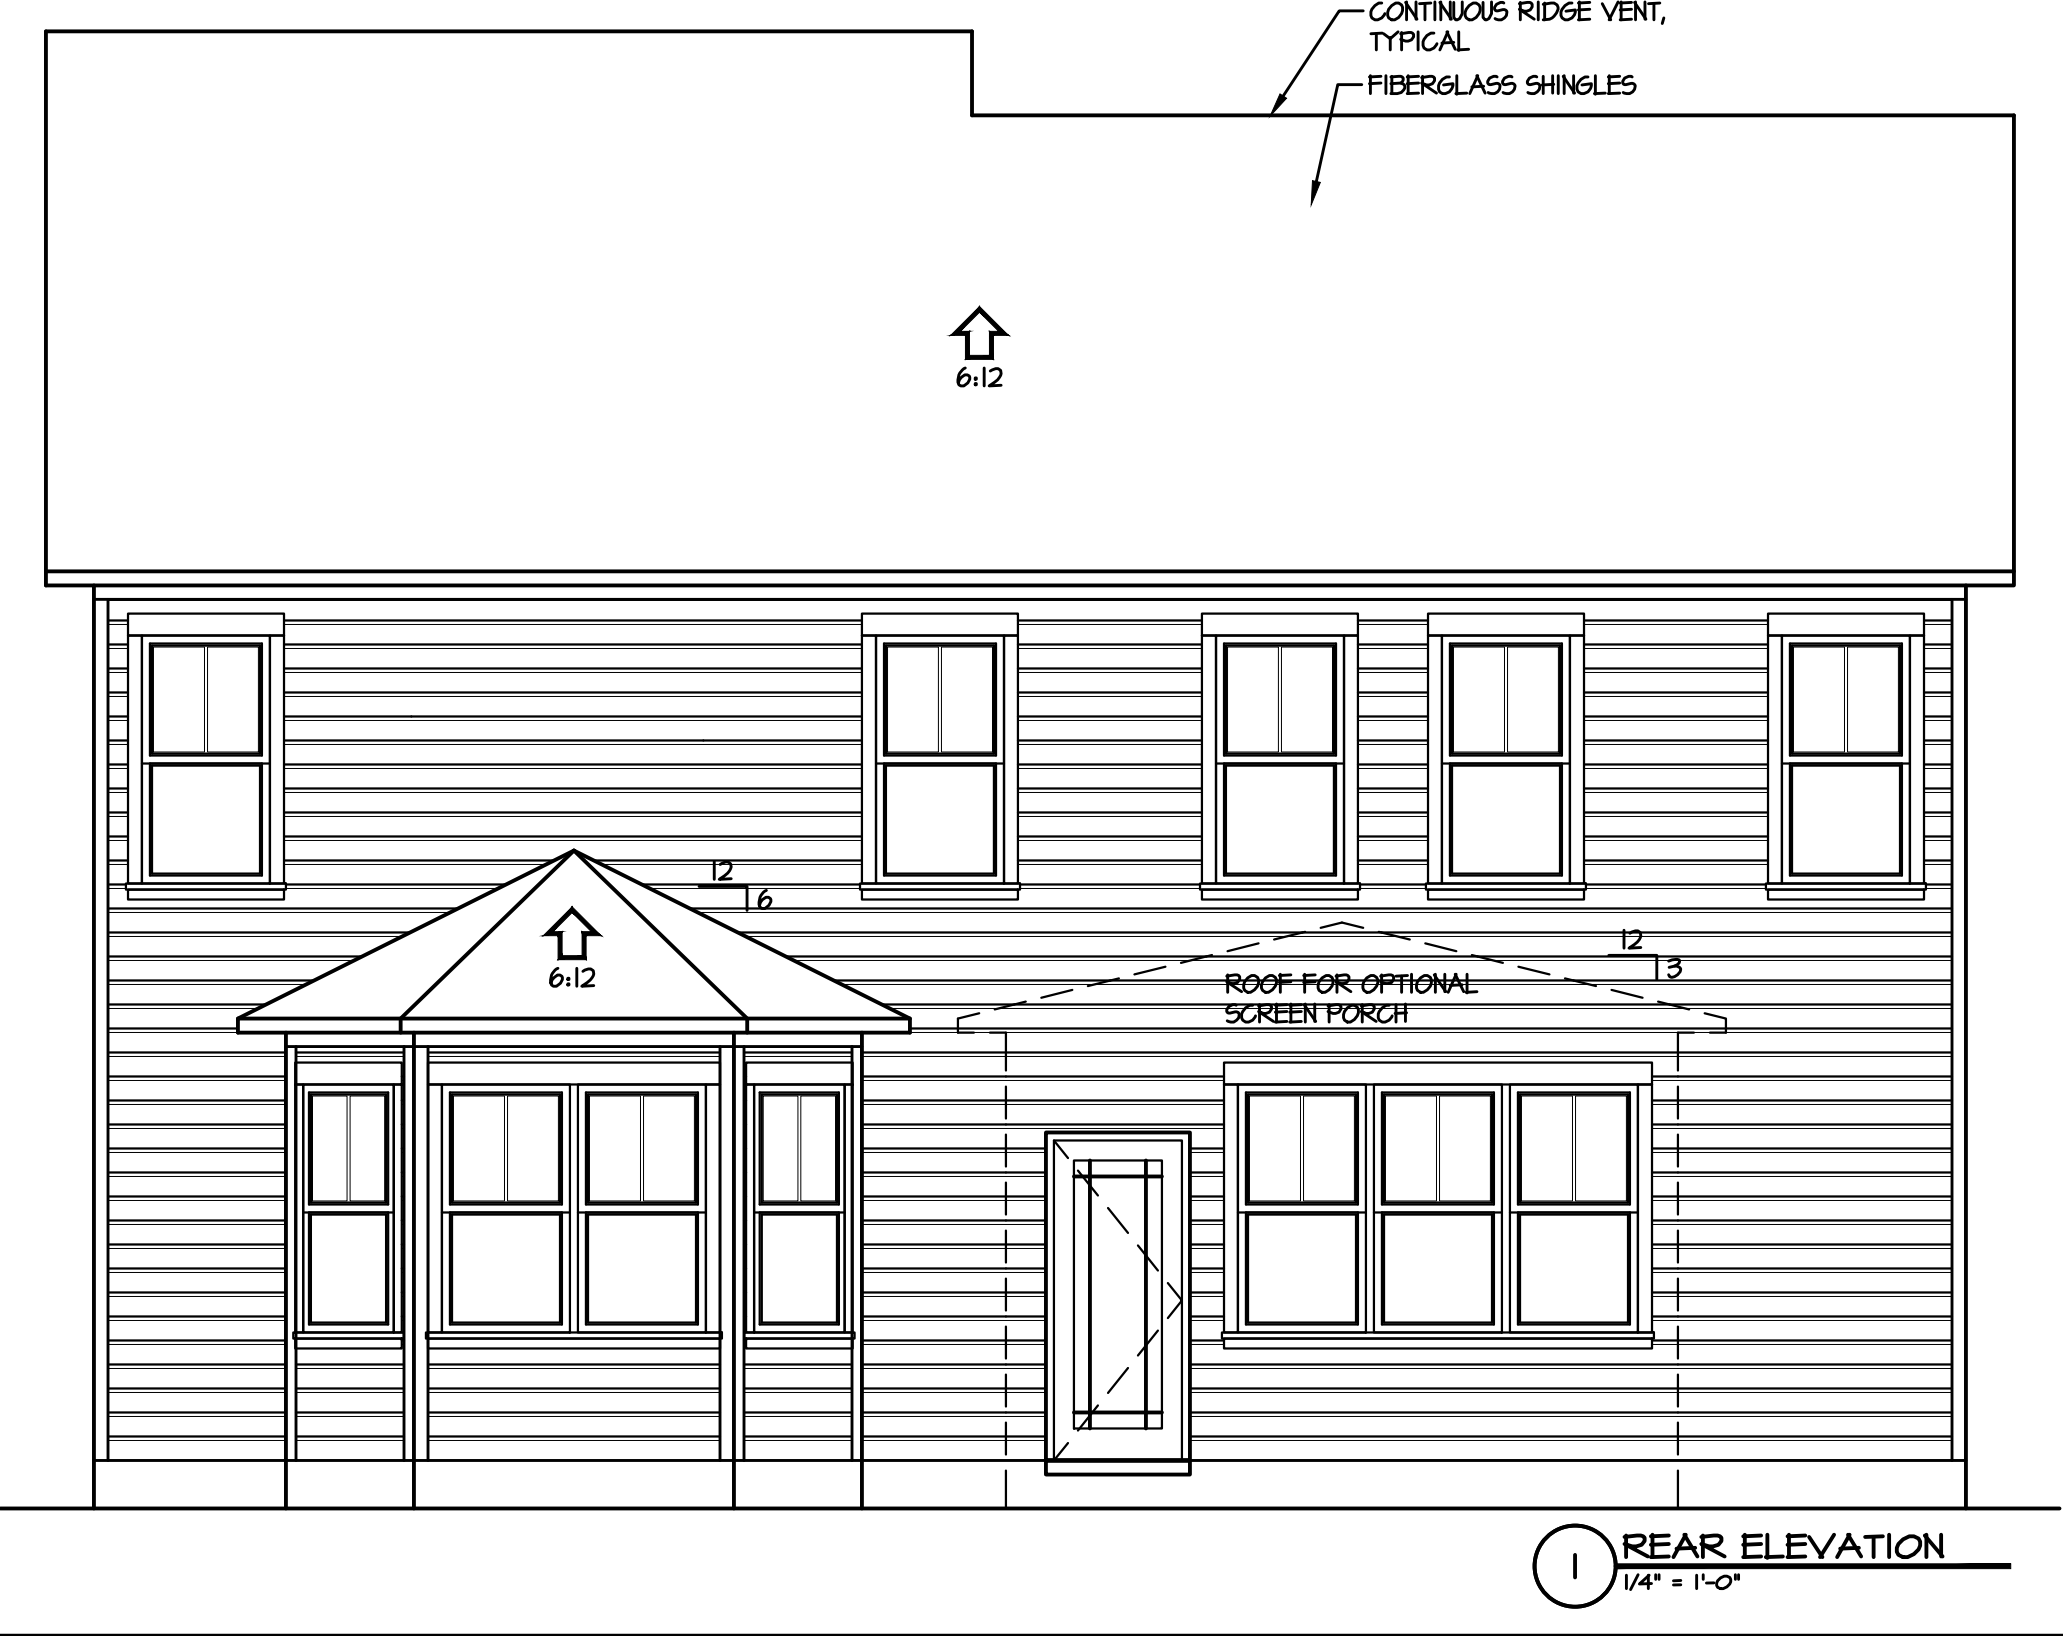 CONTINUOUS RIDGE VENT,
TYPICAL
FIBERGLASS SHINGLES
6:12
12
6
6:12
12
3
ROOF FOR OPTIONAL
SCREEN PORCH
1
REAR ELEVATION
1/4" = 1'-0"